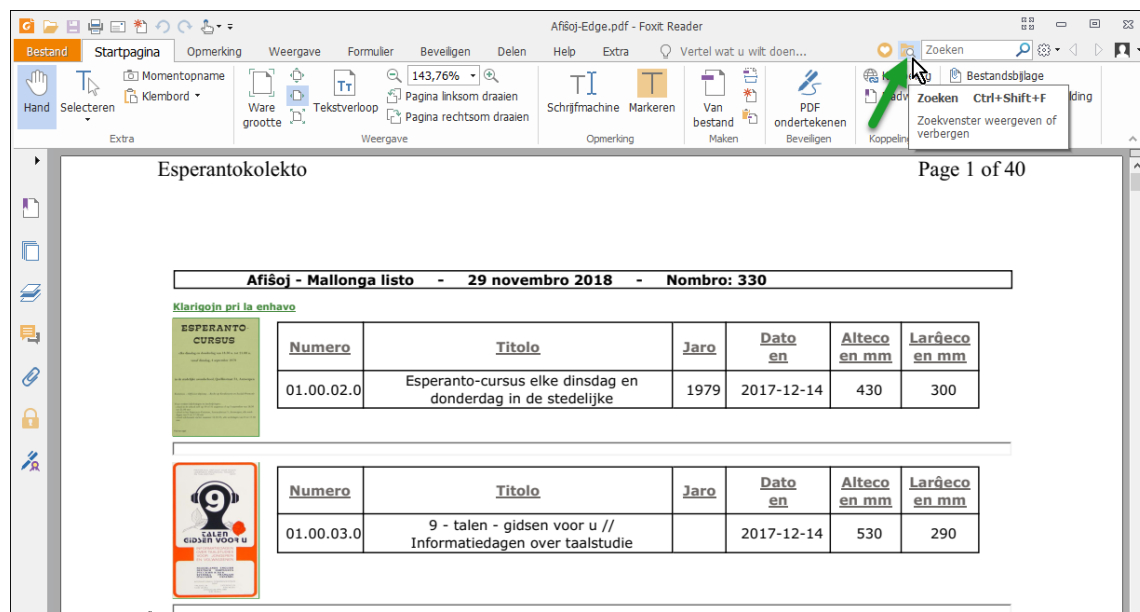 Afiŝoj-Edge.pdf - Foxit Reader
Bestand Startpagina Opmerking Weergave Formulier Beveiligen Delen Help Extra Vertel wat u wilt doen... Zoeken
Hand
Selecteren
Momentopname
Klembord
Extra
Ware
grootte
Tekstverloop
143,76%
Pagina linksom draaien
Pagina rechtsom draaien
Weergave
Schrijfmachine Markeren
Opmerking
Van
bestand
Maken
PDF
ondertekenen
Beveiligen
Bestandsbijlage
Zoeken Ctrl+Shift+F
Zoekvenster weergeven of
verbergen
Esperantokolekto Page 1 of 40
Afiŝoj - Mallonga listo - 29 novembro 2018 - Nombro: 330
Klarigojn pri la enhavo
ESPERANTO
CURSUS
Numero Titolo Jaro Dato en Alteco en mm Larĝeco en mm
01.00.02.0 Esperanto-cursus elke dinsdag en 1979 2017-12-14 430 300
donderdag in de stedelijke
9
TALEN
GIDSEN VOOR U
Numero Titolo Jaro Dato en Alteco en mm Larĝeco en mm
01.00.03.0 9 - talen - gidsen voor u // 2017-12-14 530 290
Informatiedagen over taalstudie